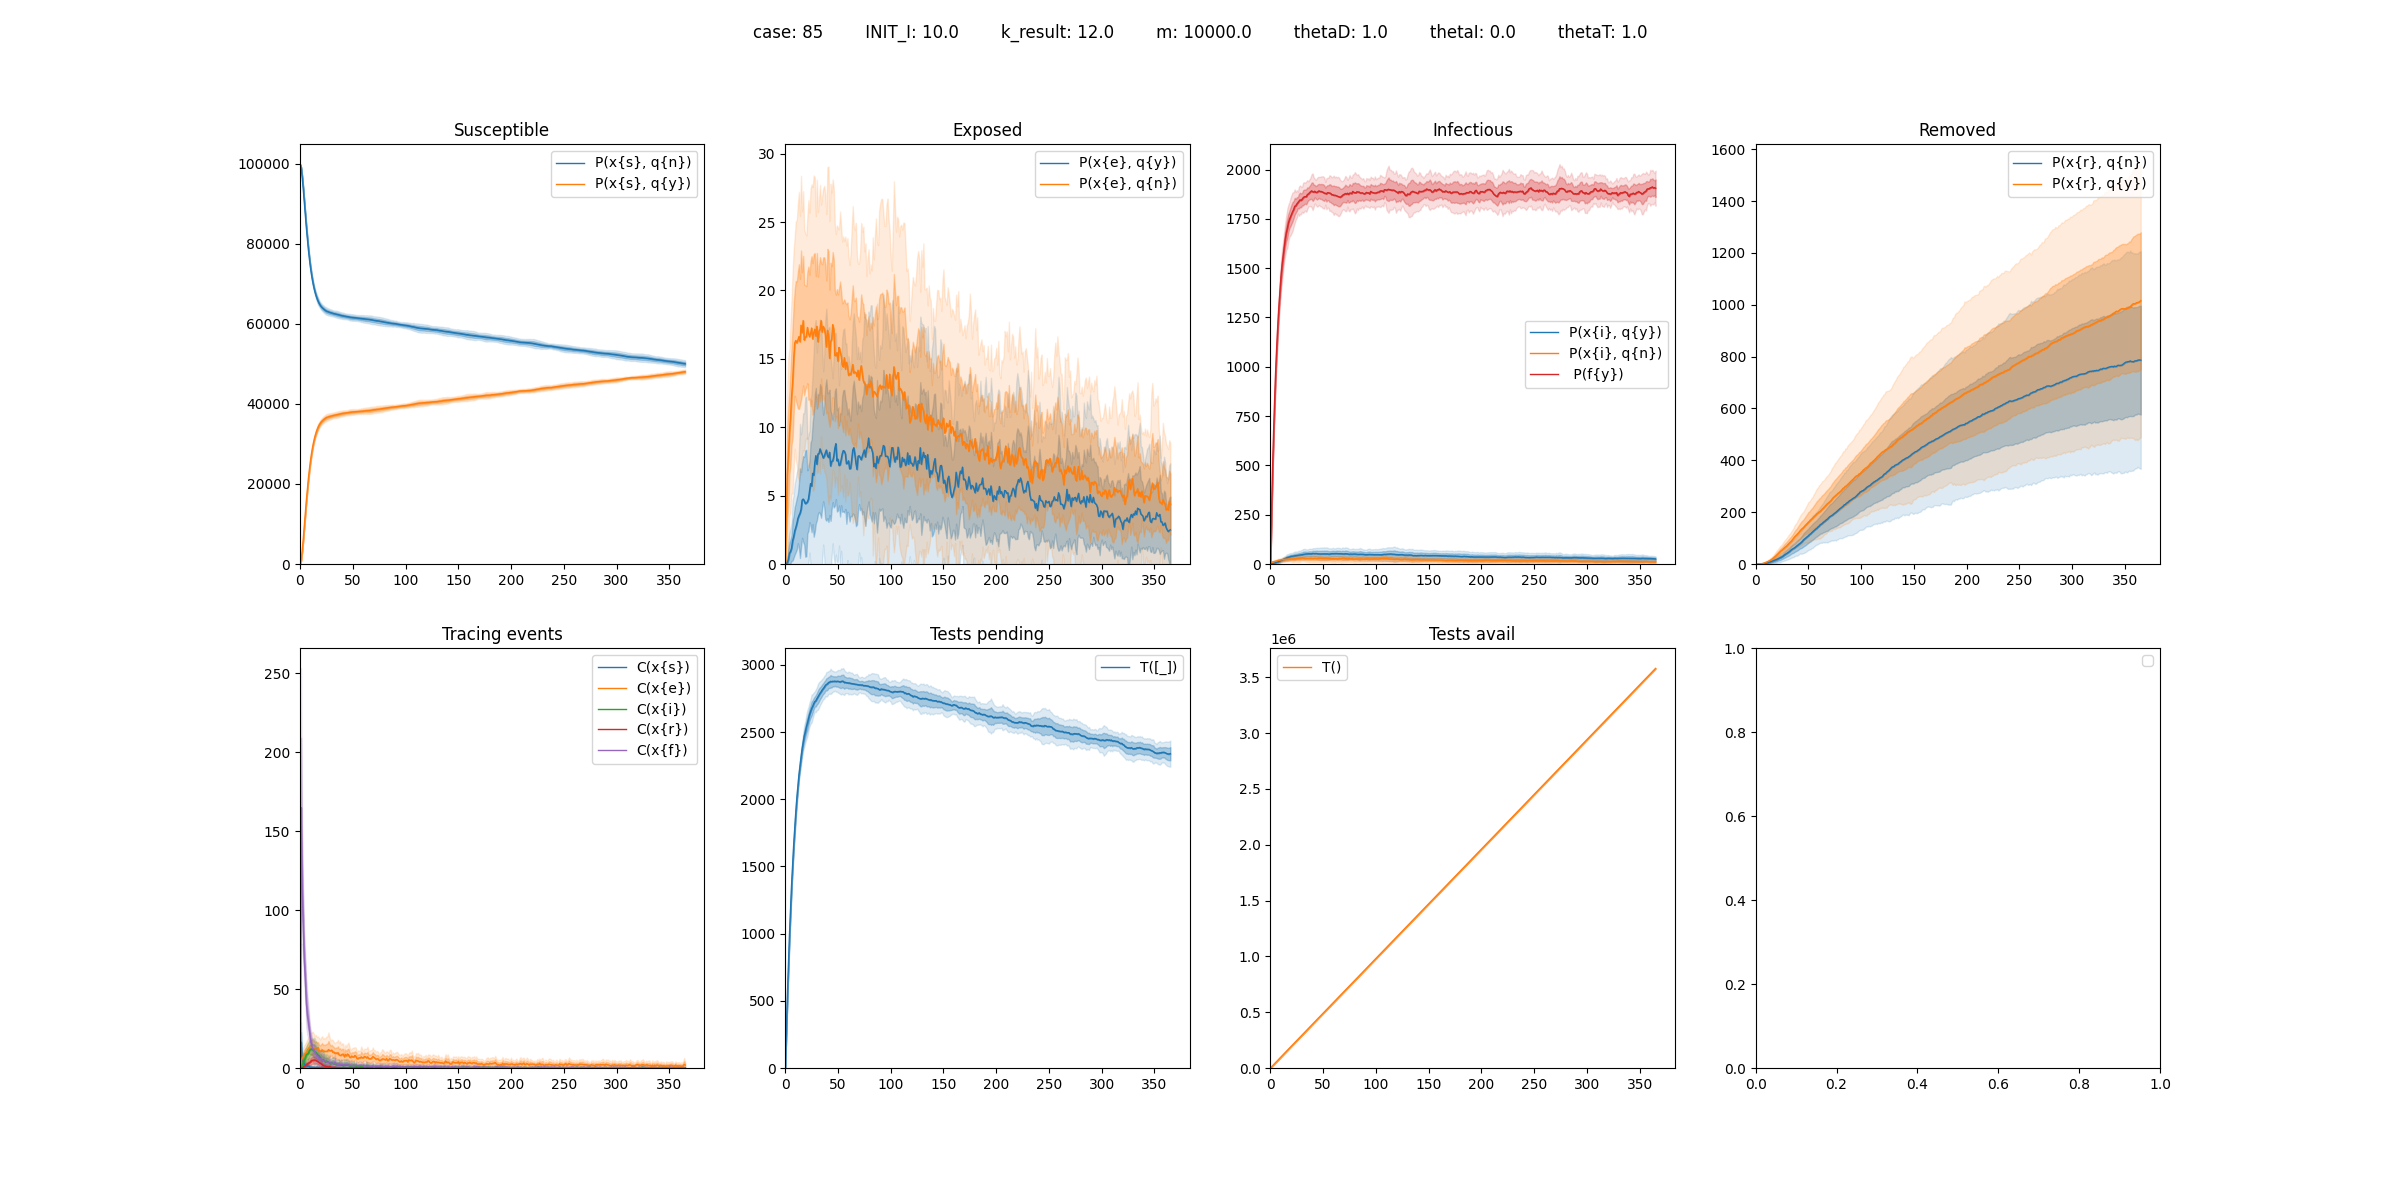 case: 85 INIT_I: 10.0 k_result: 12.0 m: 10000.0 thetaD: 1.0 thetaI: 0.0 thetaT: 1.0
Susceptible
100000
80000
60000
40000
20000
0
0 50 100 150 200 250 300 350
P(x{s}, q{n})
P(x{s}, q{y})
Exposed
30
25
20
15
10
5
0
0 50 100 150 200 250 300 350
P(x{e}, q{y})
P(x{e}, q{n})
Infectious
2000
1750
1500
1250
1000
750
500
250
0
0 50 100 150 200 250 300 350
P(x{i}, q{y})
P(x{i}, q{n})
P(f{y})
Removed
1600
1400
1200
1000
800
600
400
200
0
0 50 100 150 200 250 300 350
P(x{r}, q{n})
P(x{r}, q{y})
Tracing events
250
200
150
100
50
0
0 50 100 150 200 250 300 350
C(x{s})
C(x{e})
C(x{i})
C(x{r})
C(x{f})
Tests pending
3000
2500
2000
1500
1000
500
0
0 50 100 150 200 250 300 350
T([_])
Tests avail
1e6
3.5
3.0
2.5
2.0
1.5
1.0
0.5
0.0
0 50 100 150 200 250 300 350
T()
1.0
0.8
0.6
0.4
0.2
0.0
0.0 0.2 0.4 0.6 0.8 1.0